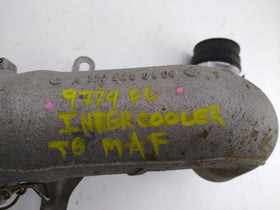 9779 FL
INTERCOOLER
TO MAF